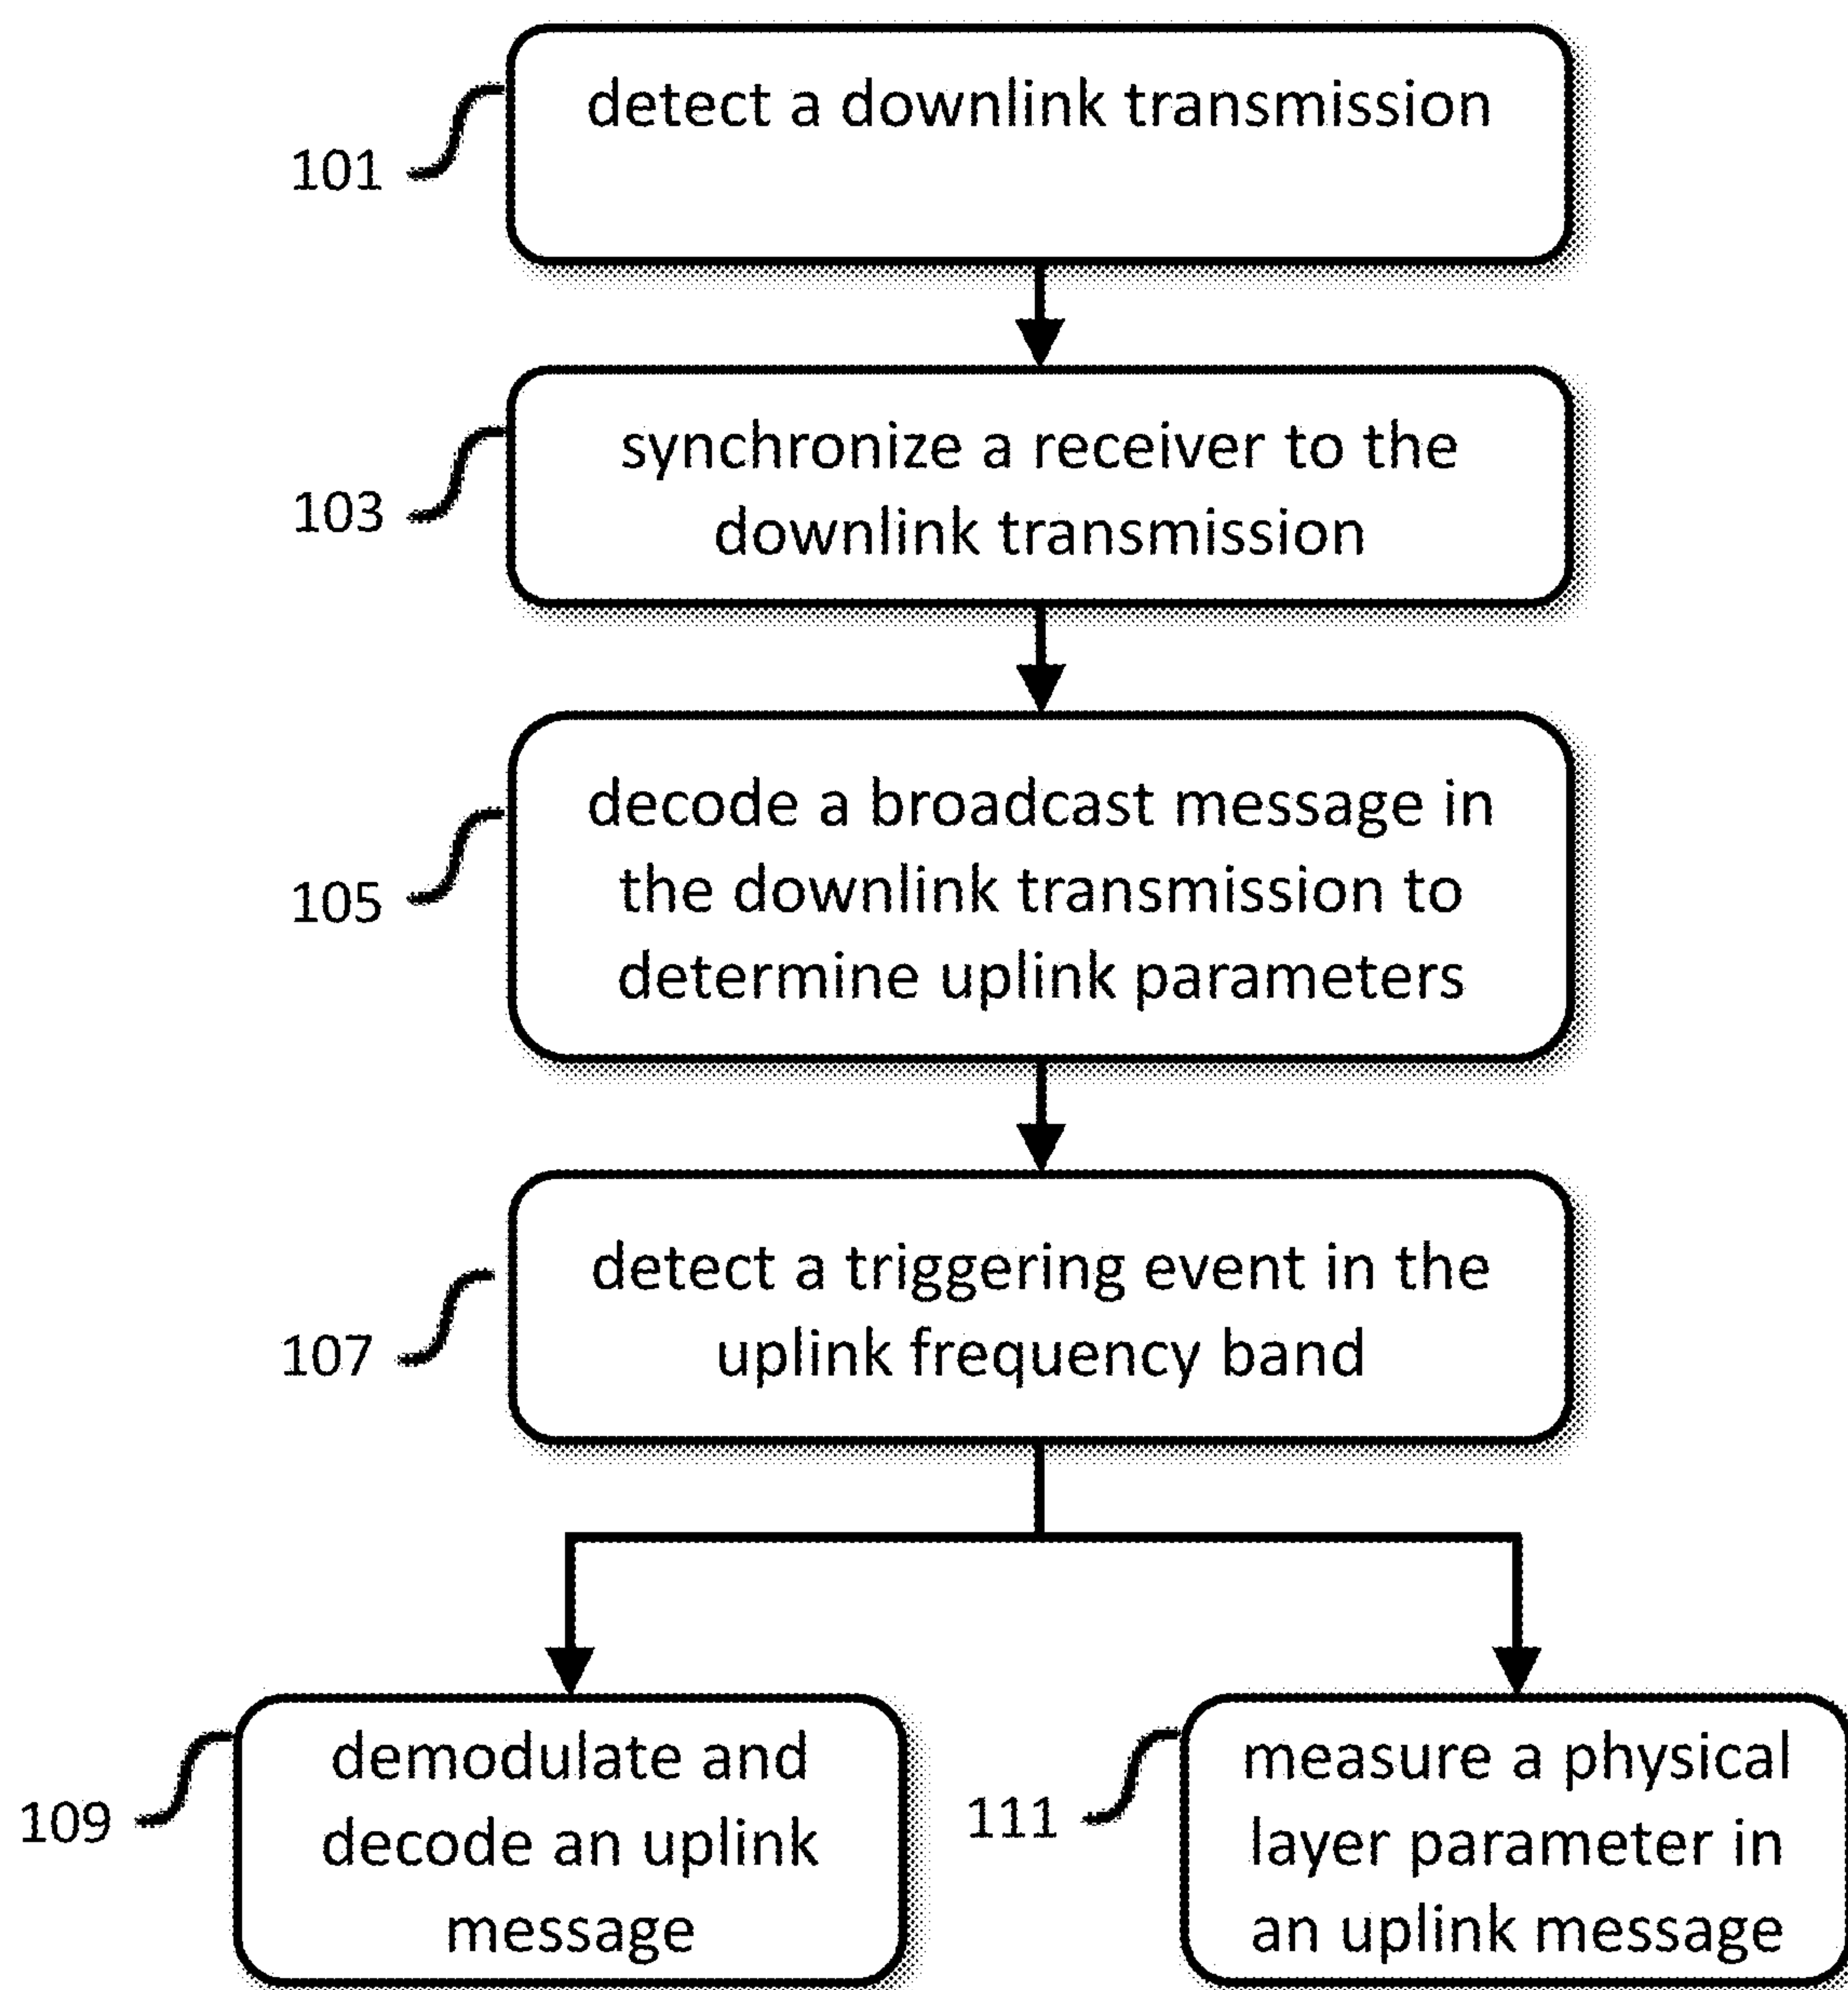 detect a downlink transmission
101
synchronize a receiver to the
downlink transmission
103
decode a broadcast message in
the downlink transmission to
determine uplink parameters
105
detect a triggering event in the
uplink frequency band
107
demodulate and
decode an uplink
message
109
measure a physical
layer parameter in
an uplink message
111